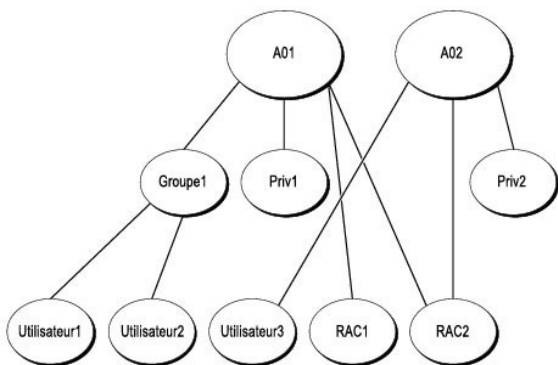 A01
A02
Groupe1
Priv1
Priv2
Utilisateur1
Utilisateur2
Utilisateur3
RAC1
RAC2